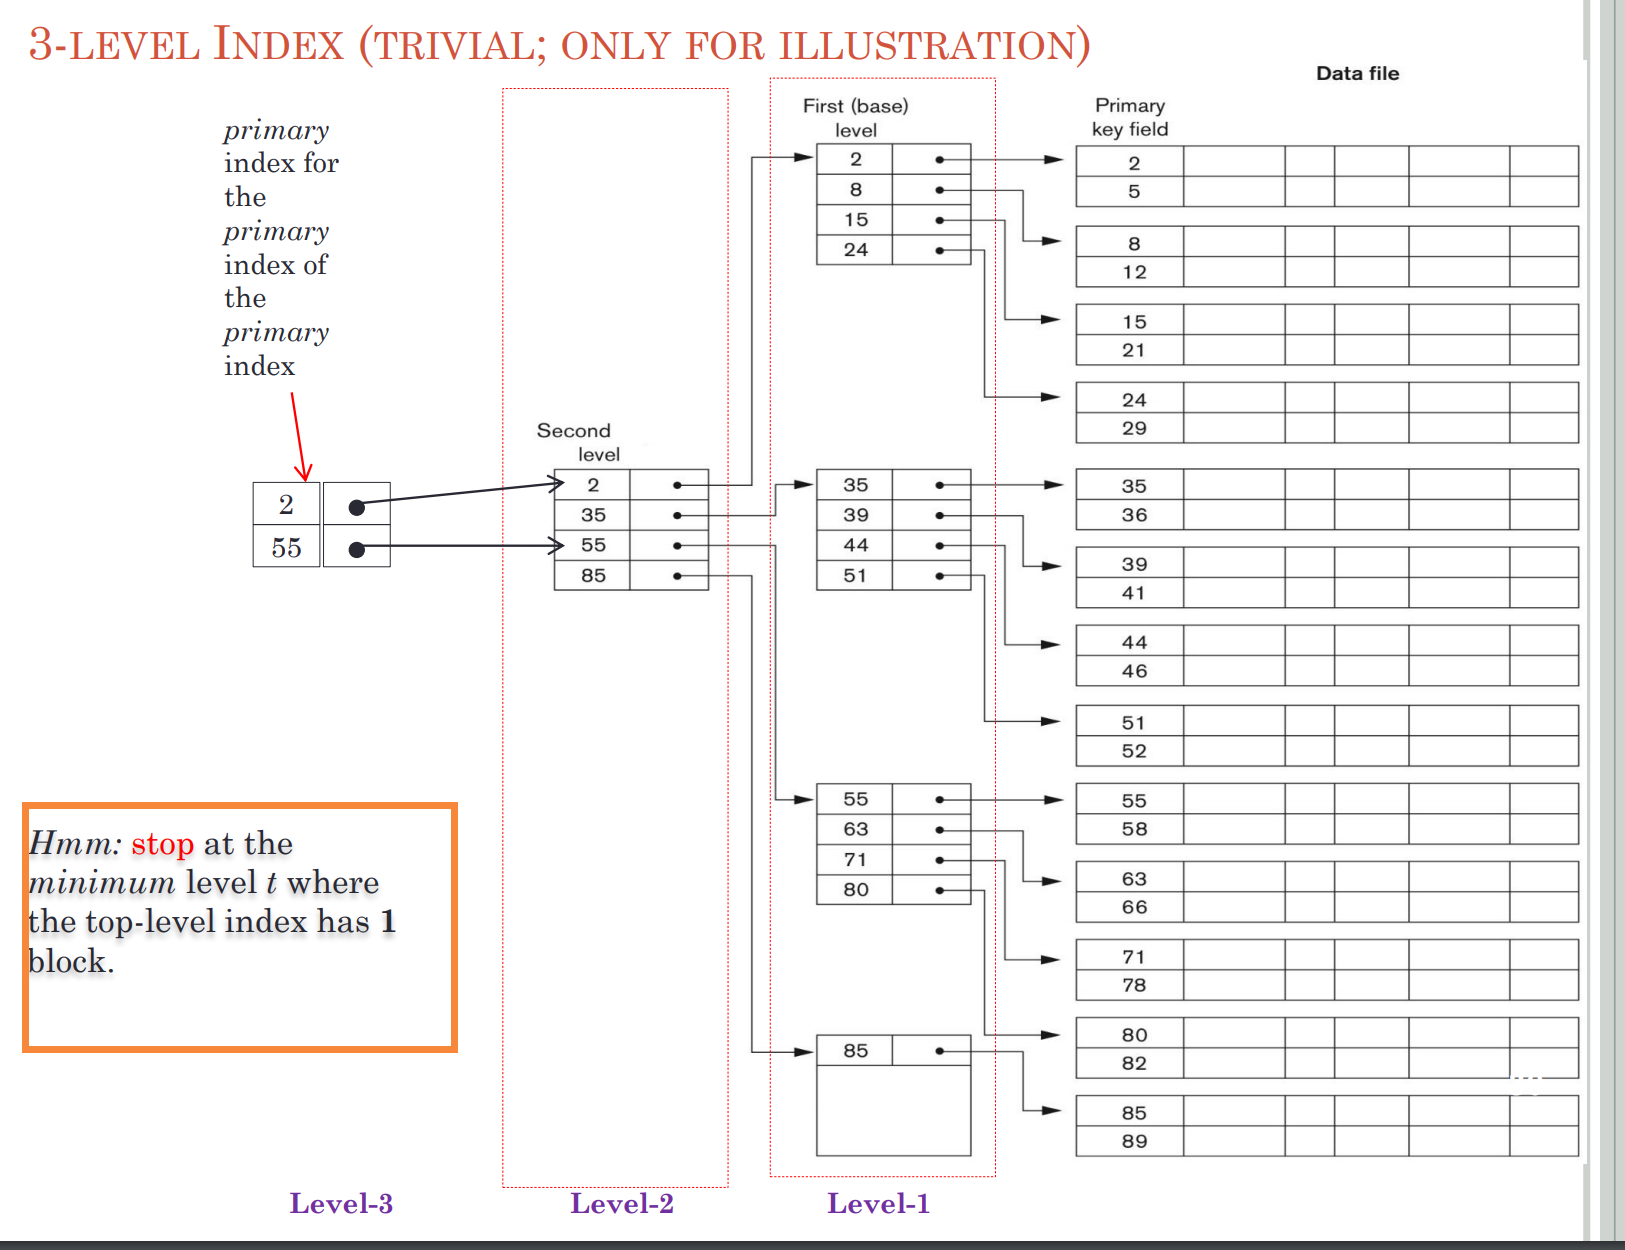 3-LEVEL INDEX (TRIVIAL; ONLY FOR ILLUSTRATION)
primary
index for
the
primary
index of
the
primary
index
2
55
Hmm: stop at the
minimum level t where
the top-level index has 1
block.
Level-3
Second
level
2
35
55
85
Level-2
First (base)
level
2
8
15
24
35
39
44
51
55
63
71
80
85
Level-1
Data file
Primary
key field
2
5
8
12
15
21
24
29
35
36
39
41
44
46
51
52
55
58
63
66
71
78
80
82
85
89